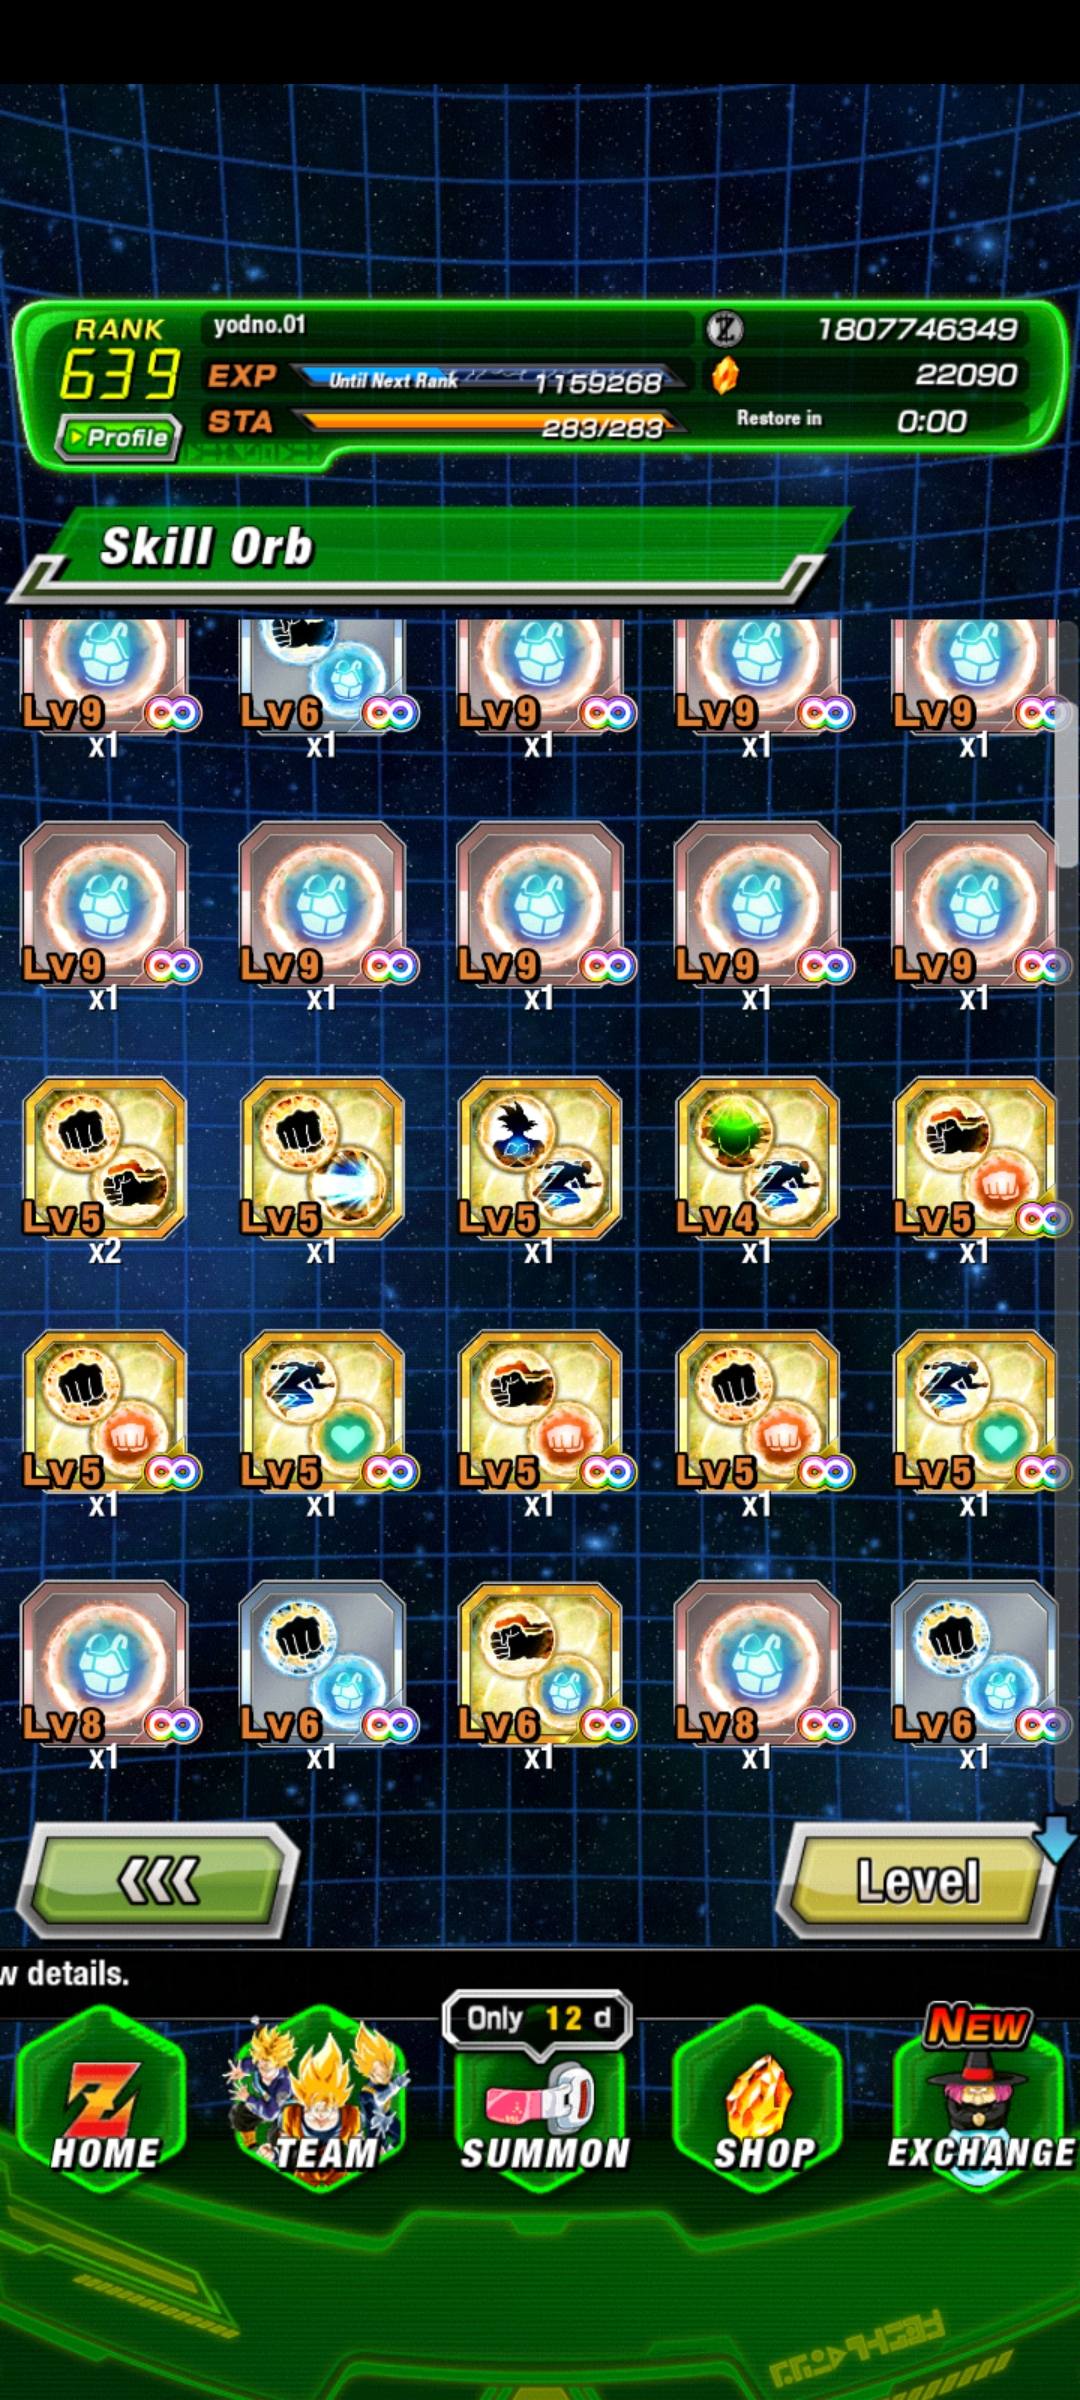 RANK
639
Profile
yodno.01
1807746349
EXP Until Next Rank 1159268
22090
STA 283/283
Restore in 0:00
Skill Orb
Lv9 Lv6 Lv9 Lv9 Lv9
x1 x1 x1 x1 x1
Lv9 Lv9 Lv9 Lv9 Lv9
x1 x1 x1 x1 x1
Lv5 Lv5 Lv5 Lv4 Lv5
x2 x1 x1 x1 x1
Lv5 Lv5 Lv5 Lv5 Lv5
x1 x1 x1 x1 x1
Lv8 Lv6 Lv6 Lv8 Lv6
x1 x1 x1 x1 x1
Level
w details.
Only 12 d
NEW
HOME TEAM SUMMON SHOP EXCHANGE